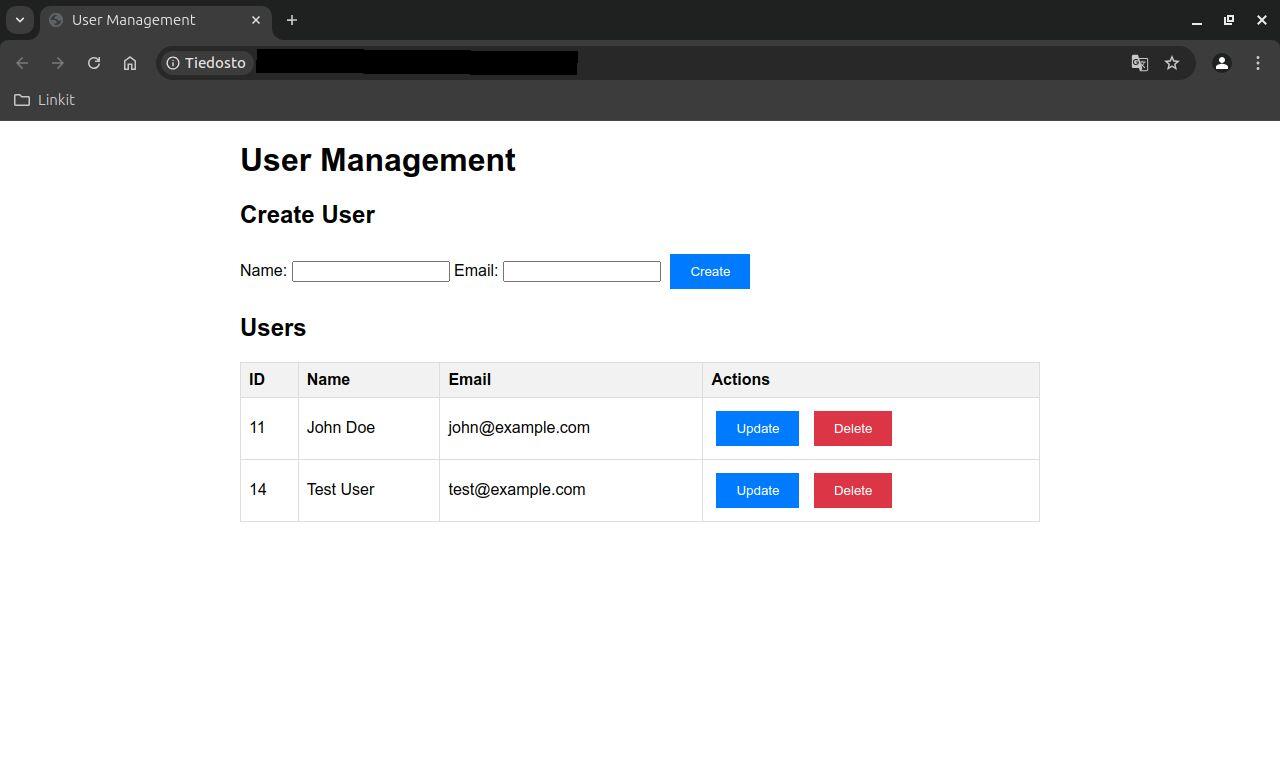 User Management
Tiedosto
Linkit
User Management
Create User
Name: Email: Create
Users
ID Name Email Actions
11 John Doe john@example.com Update Delete
14 Test User test@example.com Update Delete